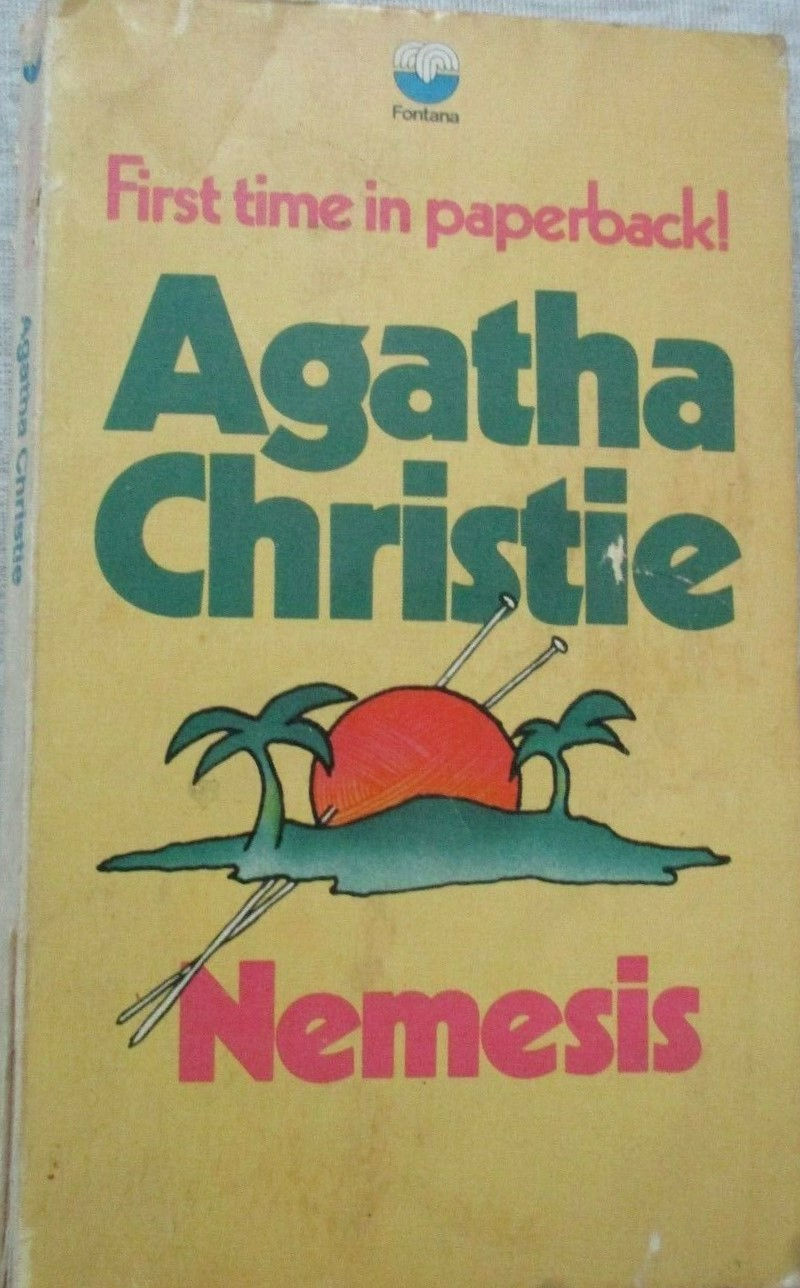 Fontana
First time in paperback!
Agatha
Christie
Nemesis
Agatha Christie